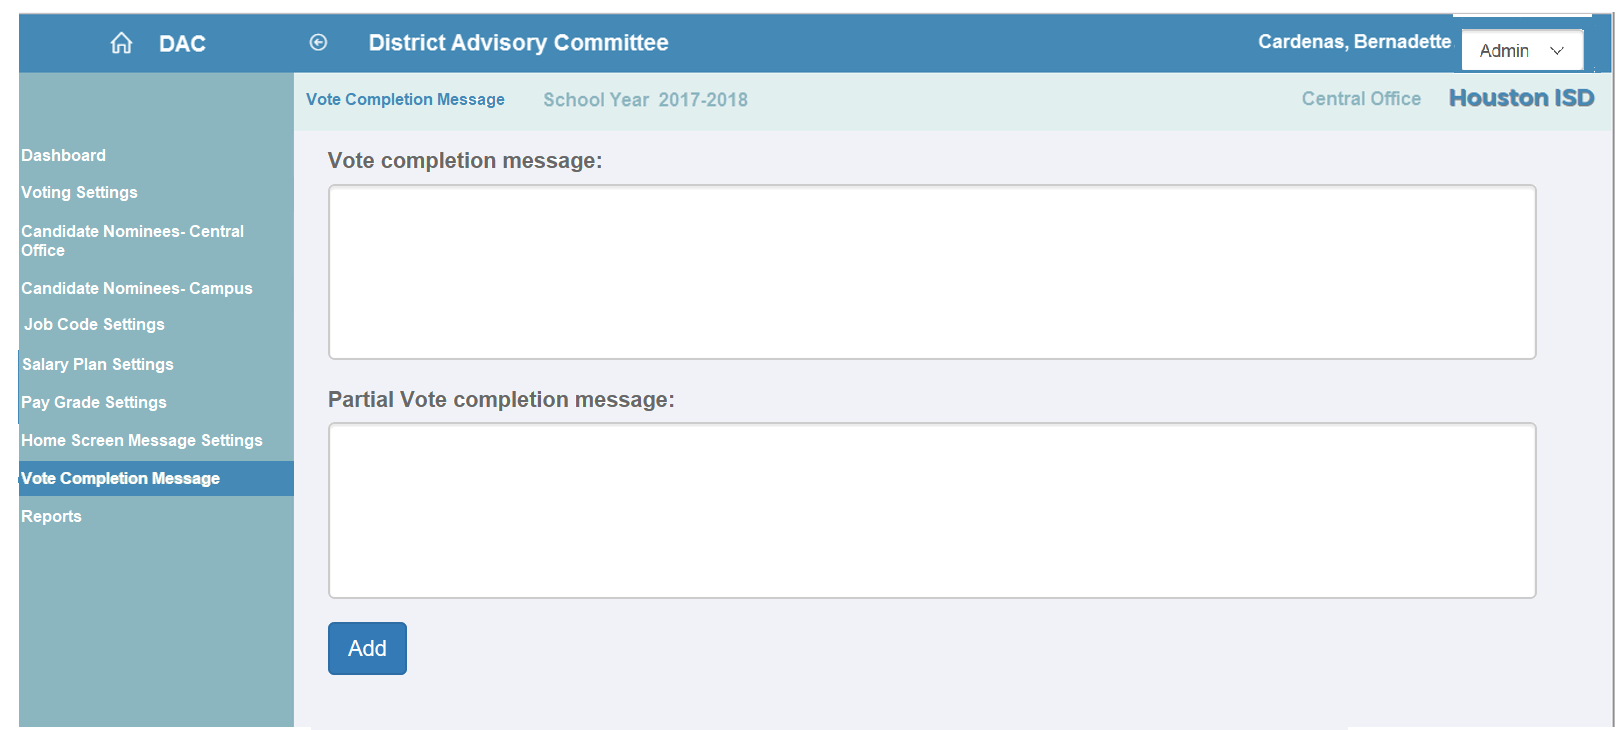 DAC
District Advisory Committee
Cardenas, Bernadette
Admin
Vote Completion Message
School Year 2017-2018
Central Office
Houston ISD
Dashboard
Voting Settings
Candidate Nominees- Central
Office
Candidate Nominees- Campus
Job Code Settings
Salary Plan Settings
Pay Grade Settings
Home Screen Message Settings
Vote Completion Message
Reports
Vote completion message:
Partial Vote completion message:
Add